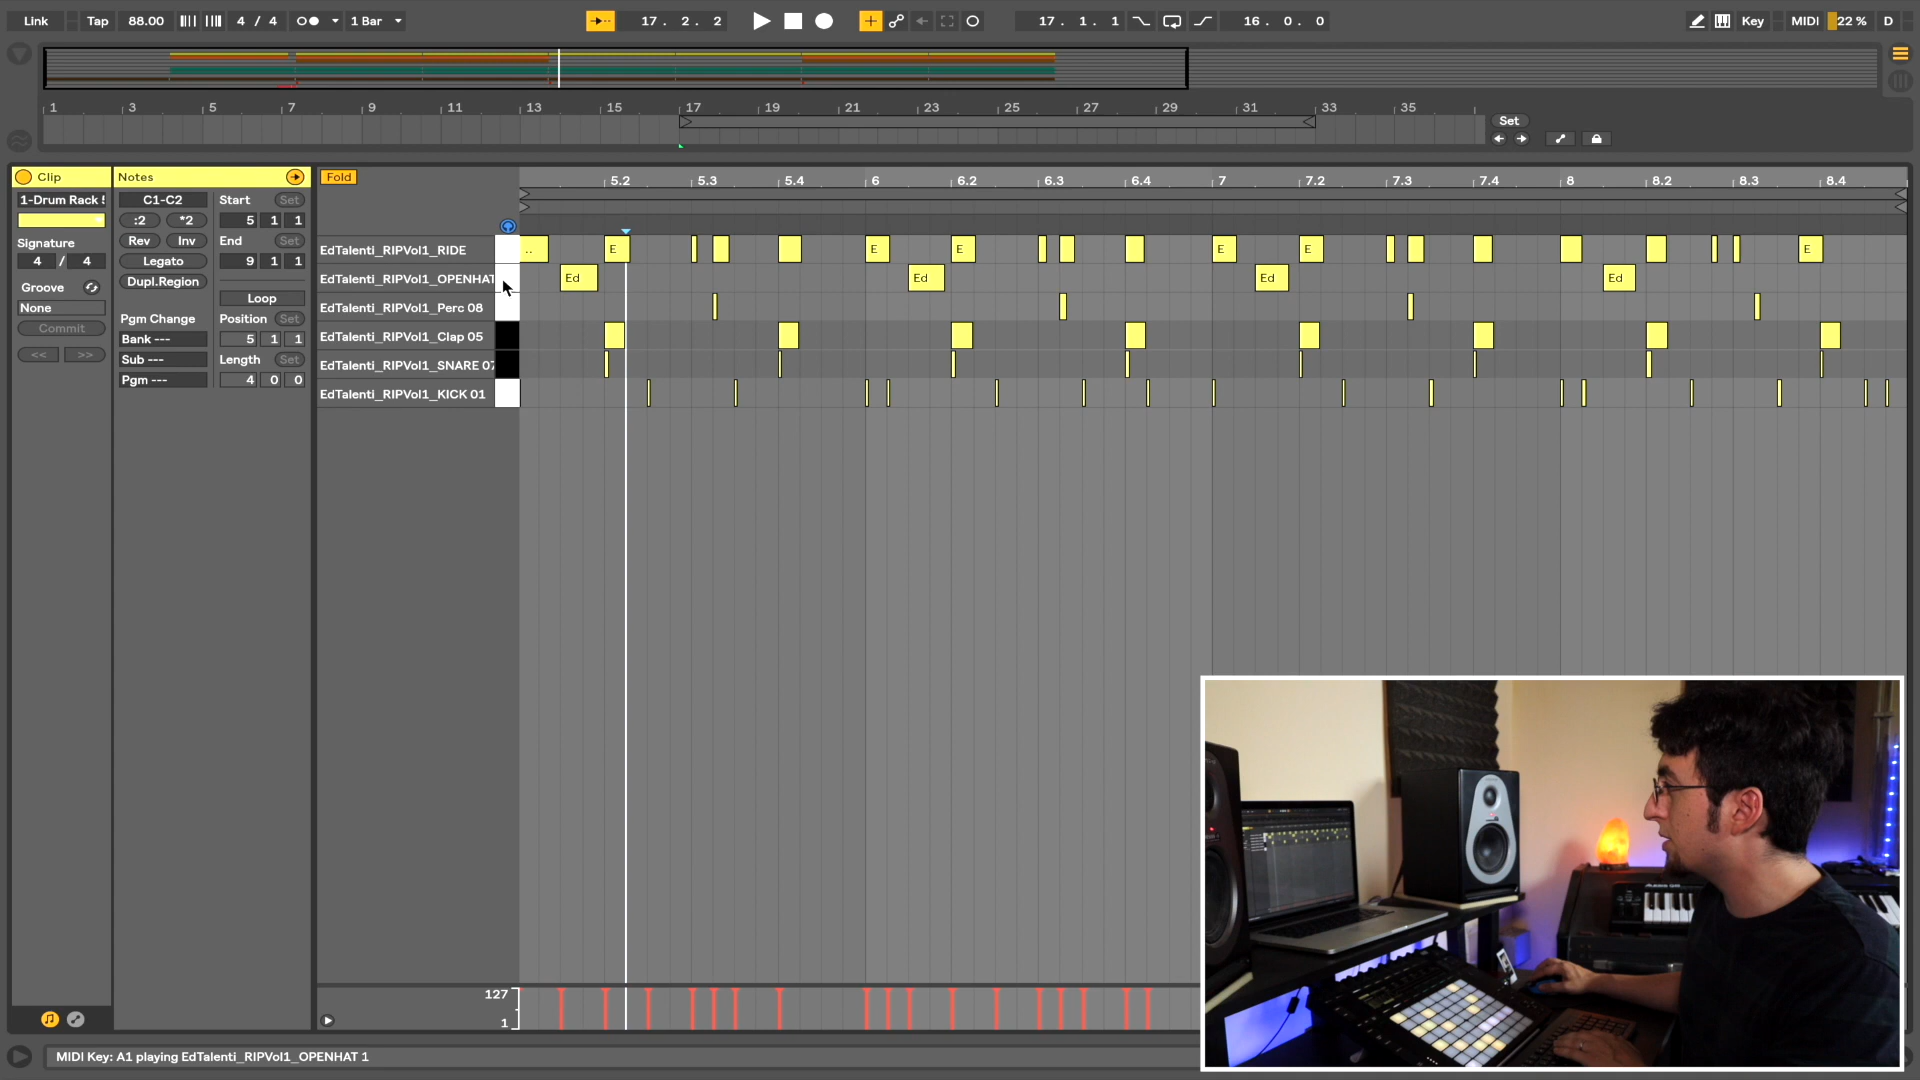 Link Tap 88.00 4 / 4 1 Bar 17. 2. 2 17. 1. 1 16. 0. 0 Key MIDI 22 % D
1 3 5 7 9 11 13 15 17 19 21 23 25 27 29 31 33 35
Set
Clip
1-Drum Rack
Signature
4 / 4
Groove
None
Commit
<< >>
Notes
C1-C2
:2 *2
Rev Inv
Legato
Dupl.Region
Pgm Change
Bank ---
Sub ---
Pgm ---
Start Set
5 1 1
End Set
9 1 1
Loop
Position Set
5 1 1
Length Set
4 0 0
Fold
5.2 5.3 5.4 6 6.2 6.3 6.4 7 7.2 7.3 7.4 8 8.2 8.3 8.4
EdTalenti_RIPVol1_RIDE .. E E E E E E
EdTalenti_RIPVol1_OPENHAT Ed Ed Ed Ed
EdTalenti_RIPVol1_Perc 08
EdTalenti_RIPVol1_Clap 05
EdTalenti_RIPVol1_SNARE 07
EdTalenti_RIPVol1_KICK 01
127
1
MIDI Key: A1 playing EdTalenti_RIPVol1_OPENHAT 1